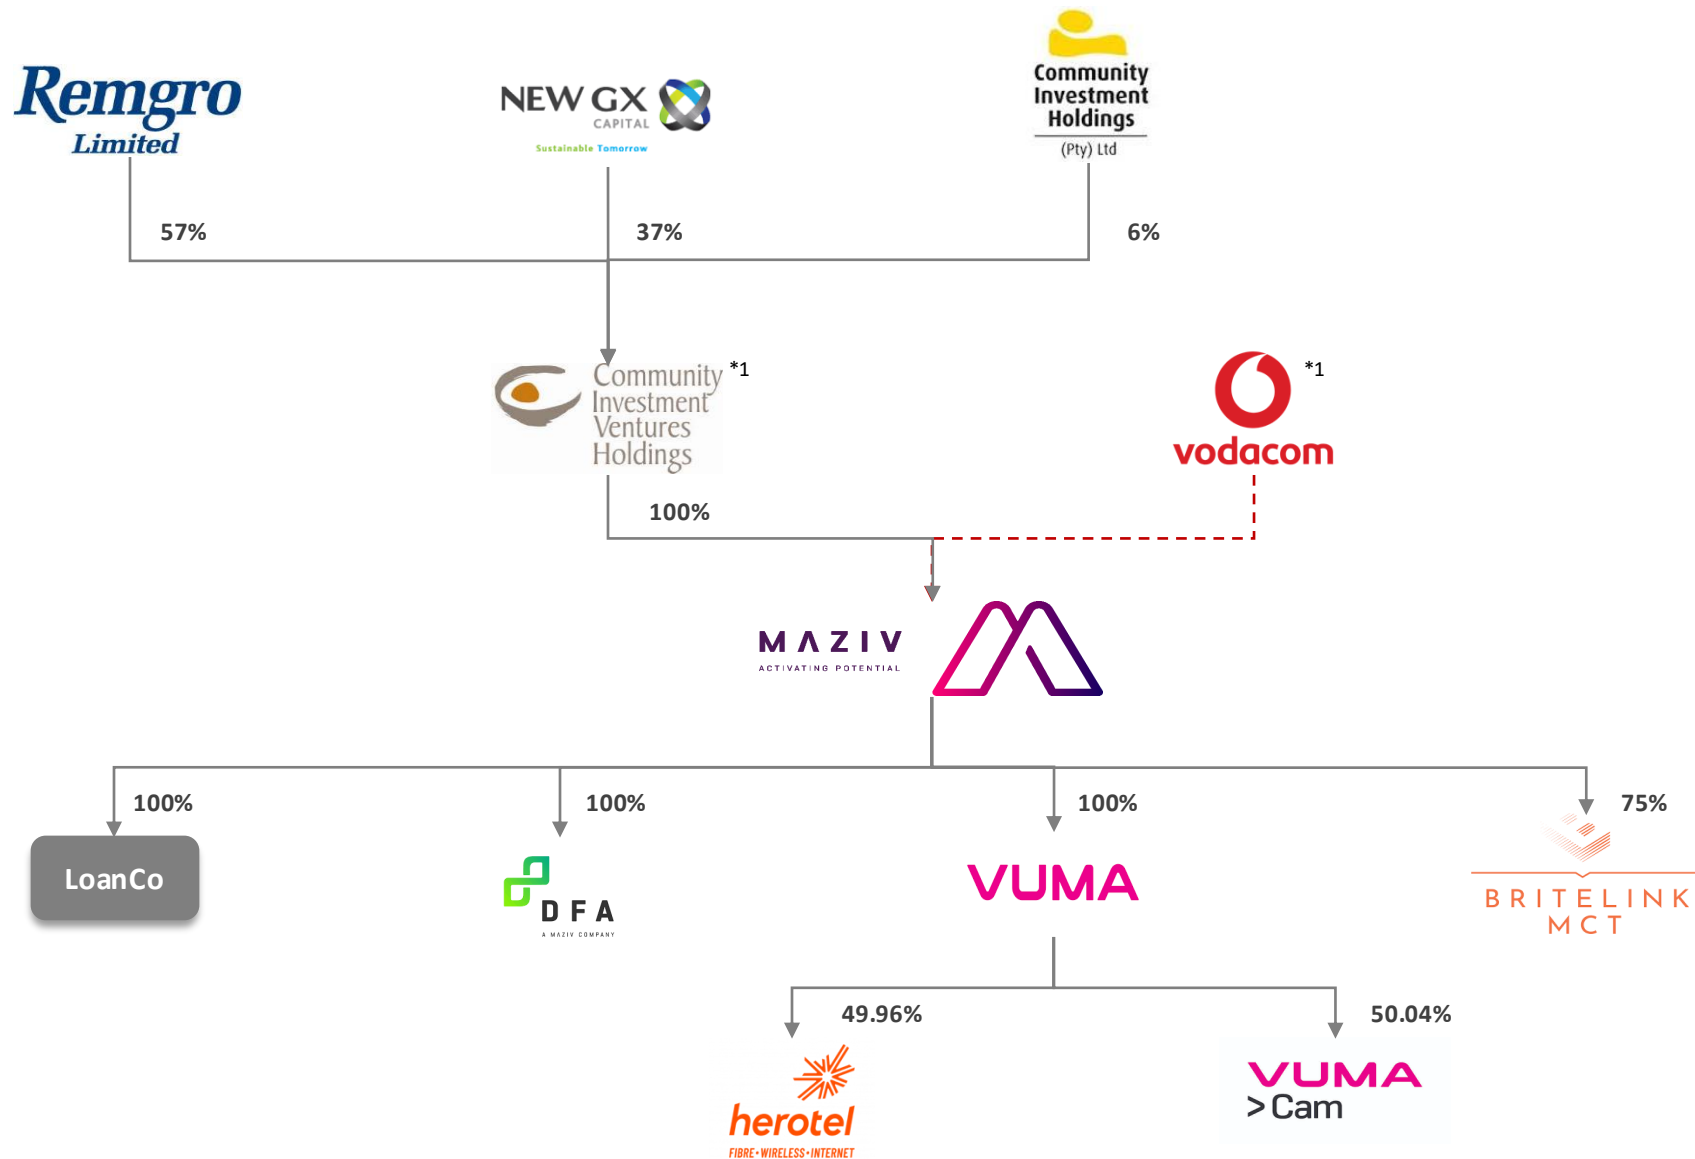 Remgro
Limited
NEW GX
CAPITAL
Sustainable Tomorrow
Community
Investment
Holdings
(Pty) Ltd
57%
37%
6%
Community
Investment
Ventures
Holdings
*1
*1
vodacom
100%
MAZIV
ACTIVATING POTENTIAL
100%
100%
100%
75%
LoanCo
DFA
A MAZIV COMPANY
VUMA
BRITELINK
MCT
49.96%
50.04%
herotel
FIBRE•WIRELESS•INTERNET
VUMA
>Cam